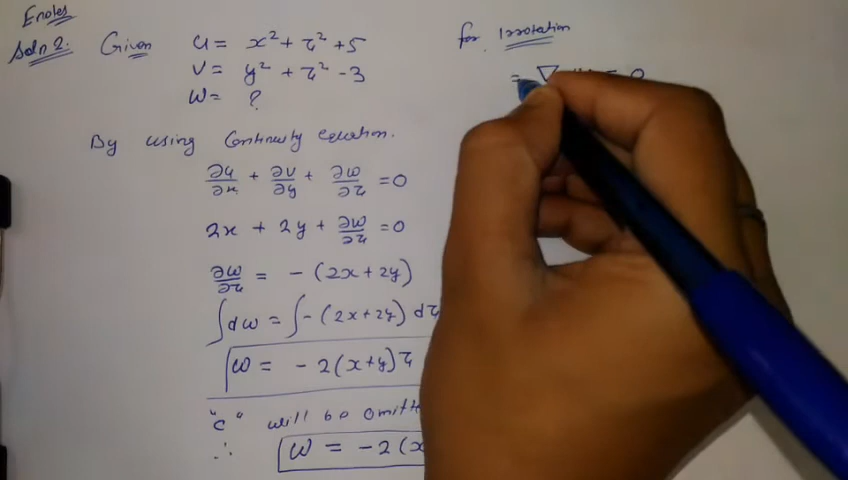 Enotes
Soln 2. Given u = x² + z² + 5
v = y² + z² - 3
w = ?
By using Continuity equation.
∂u/∂x + ∂v/∂y + ∂w/∂z = 0
2x + 2y + ∂w/∂z = 0
∂w/∂z = - (2x + 2y)
∫dw = ∫ - (2x + 2y) dz
w = - 2(x+y) z
"C" will be
∴ w = -2(x
for Irrotation
= ∇ = 0